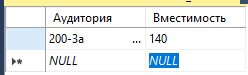 Аудитория Вместимость
200-3а ... 140
NULL NULL